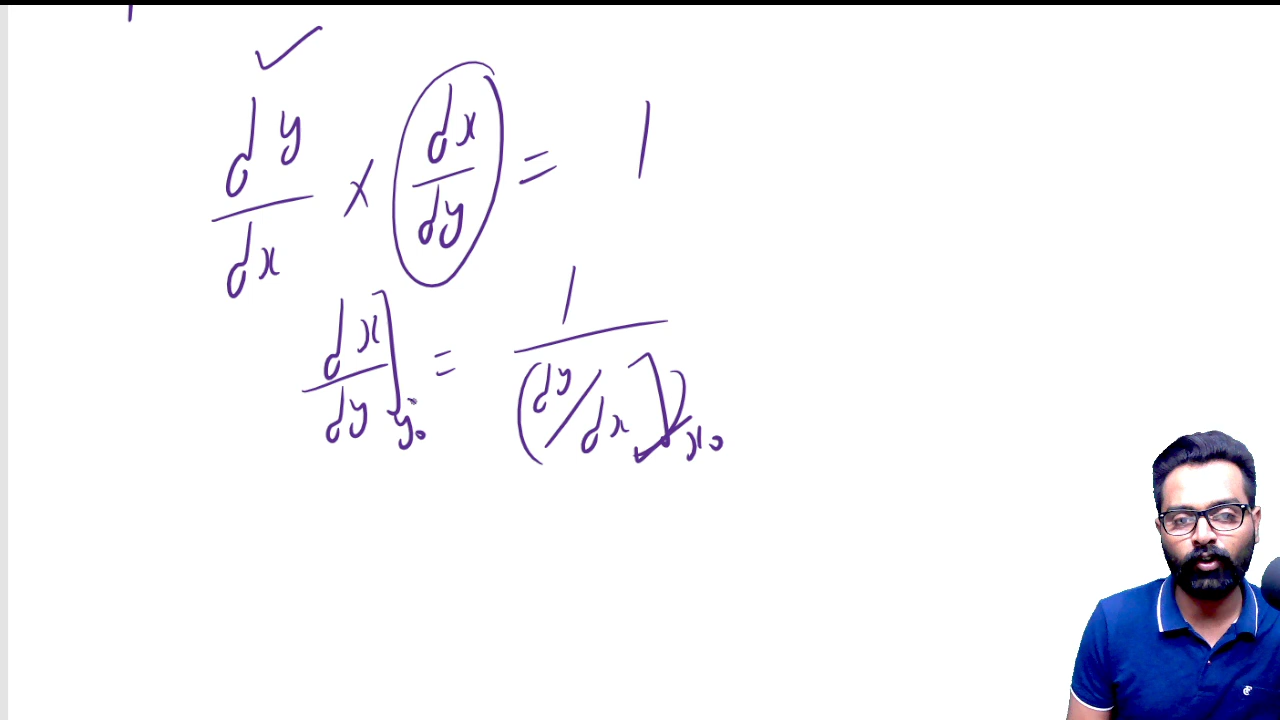 dy/dx × dx/dy = 1
dx/dy]y₀ = 1/(dy/dx])x₀